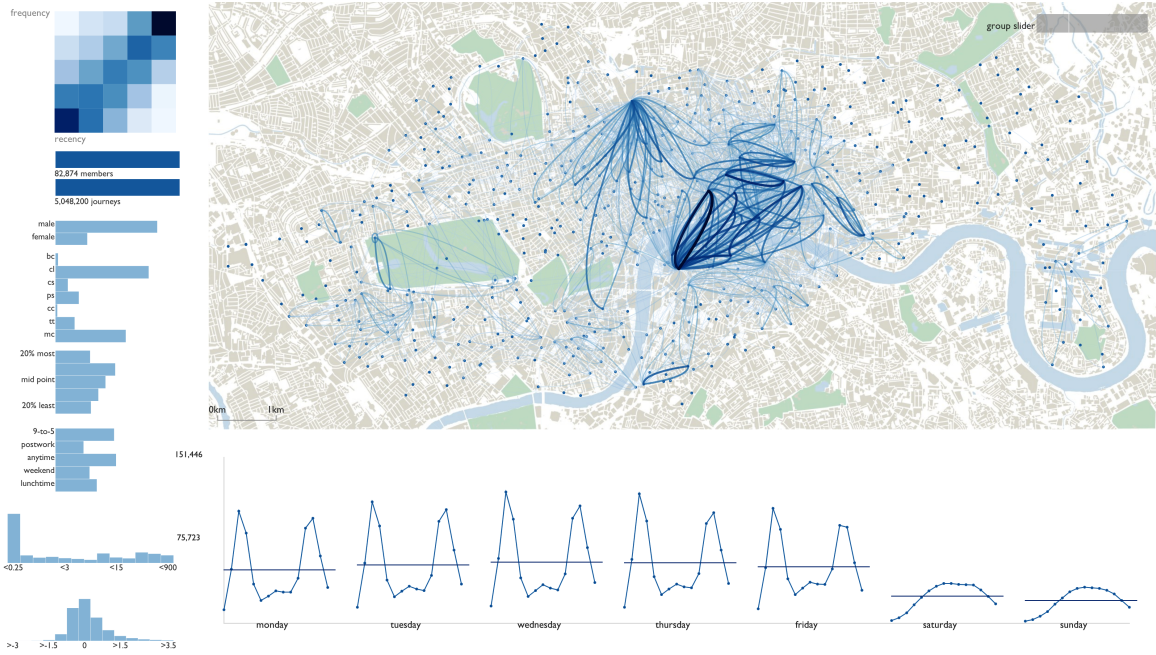 frequency
recency
82,874 members
5,048,200 journeys
male
female
bc
cl
cs
ps
cc
tt
mc
20% most
mid point
20% least
9-to-5
postwork
anytime
weekend
lunchtime
<0.25 <3 <15 <900
>-3 >-1.5 0 >1.5 >3.5
group slider
0km 1km
151,446
75,723
monday tuesday wednesday thursday friday saturday sunday